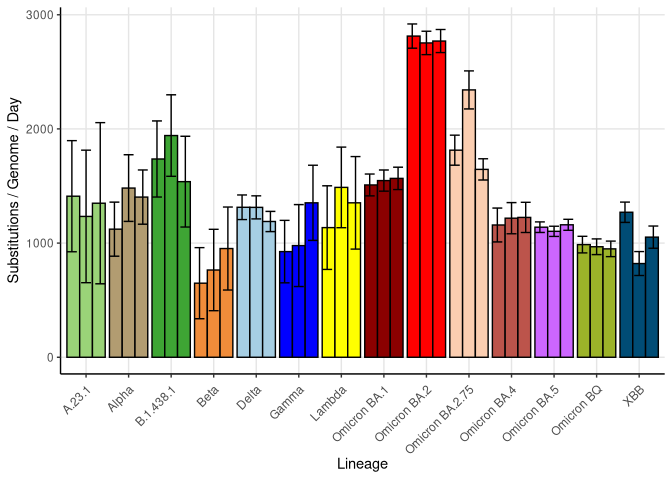 3000
2000
1000
0
Substitutions / Genome / Day
A.23.1
Alpha
B.1.438.1
Beta
Delta
Gamma
Lambda
Omicron BA.1
Omicron BA.2
Omicron BA.2.75
Omicron BA.4
Omicron BA.5
Omicron BQ
XBB
Lineage